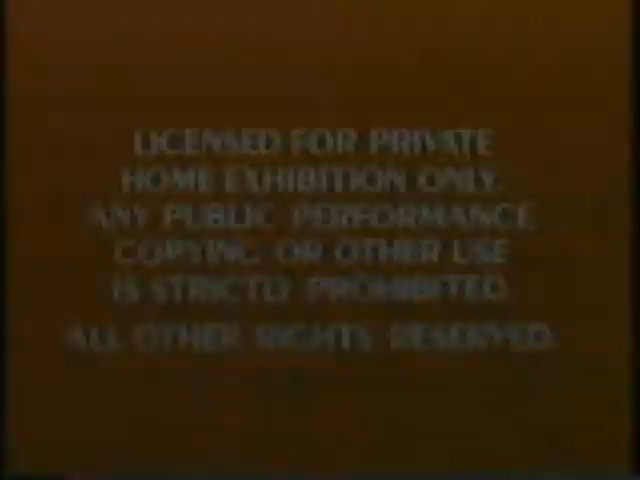 LICENSED FOR PRIVATE
HOME EXHIBITION ONLY.
ANY PUBLIC PERFORMANCE
COPYING OR OTHER USE
IS STRICTLY PROHIBITED.
ALL OTHER RIGHTS RESERVED.